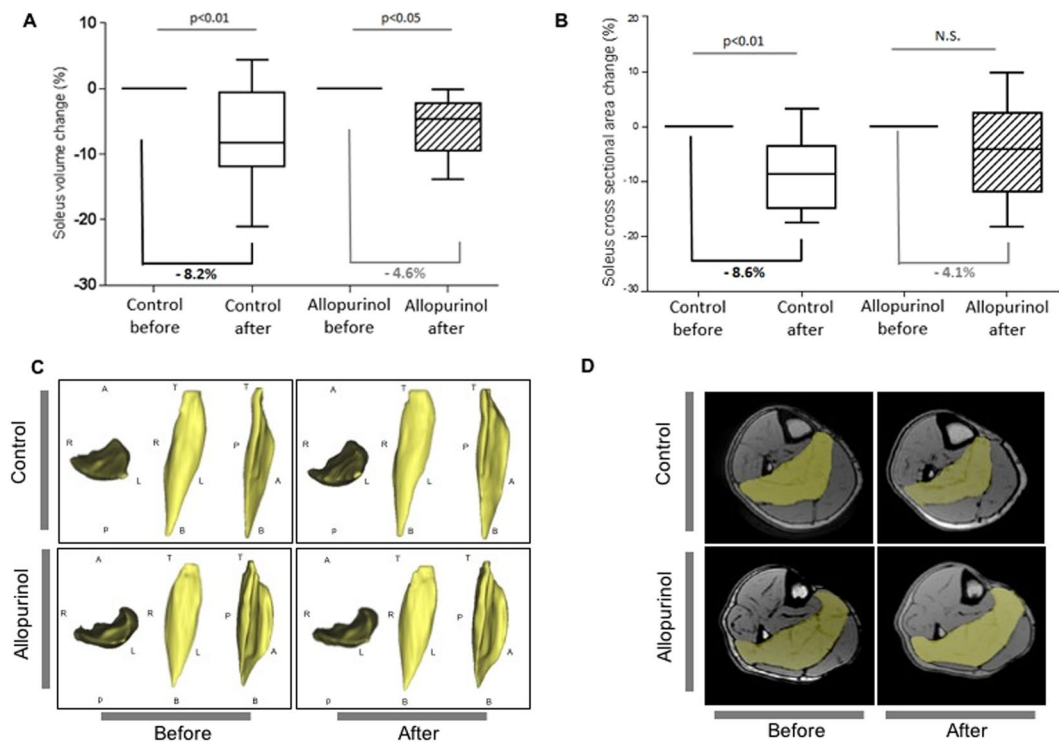 A
p<0.01
p<0.05
Soleus volume change (%)
10
0
-10
-20
-30
- 8.2%
- 4.6%
Control before
Control after
Allopurinol before
Allopurinol after
B
p<0.01
N.S.
Soleus cross sectional area change (%)
20
10
0
-10
-20
-30
- 8.6%
- 4.1%
Control before
Control after
Allopurinol before
Allopurinol after
C
Control
A
R
L
P
T
R
L
B
T
P
A
B
A
R
L
P
T
R
L
B
T
P
A
B
Allopurinol
A
R
L
p
T
R
L
B
T
P
A
B
A
R
L
p
T
R
L
B
T
P
A
B
Before
After
D
Control
Allopurinol
Before
After